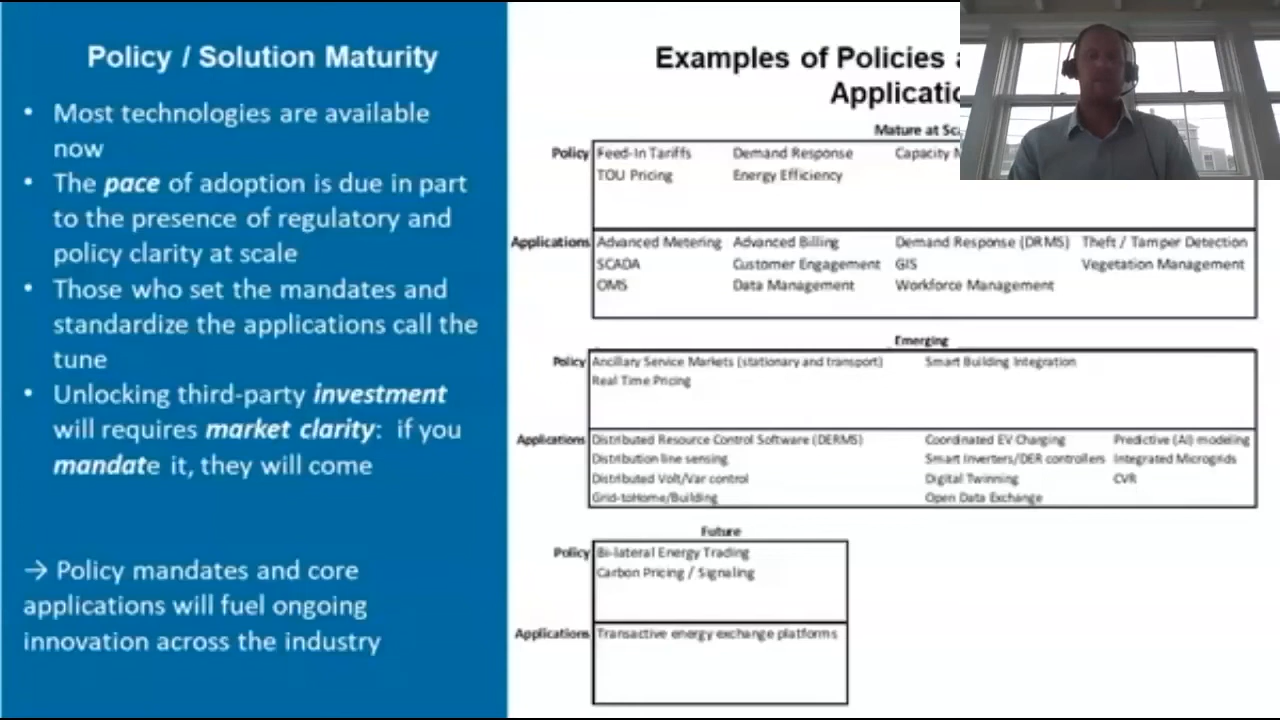 Policy / Solution Maturity
• Most technologies are available
now
• The pace of adoption is due in part
to the presence of regulatory and
policy clarity at scale
• Those who set the mandates and
standardize the applications call the
tune
• Unlocking third-party investment
will requires market clarity: if you
mandate it, they will come
→ Policy mandates and core
applications will fuel ongoing
innovation across the industry
Examples of Policies
Applicatio
Mature at Sc
Policy Feed-In Tariffs Demand Response Capacity
TOU Pricing Energy Efficiency
Applications Advanced Metering Advanced Billing Demand Response (DRMS) Theft / Tamper Detection
SCADA Customer Engagement GIS Vegetation Management
OMS Data Management Workforce Management
Emerging
Policy Ancillary Service Markets (stationary and transport) Smart Building Integration
Real Time Pricing
Applications Distributed Resource Control Software (DERMS) Coordinated EV Charging Predictive (AI) modeling
Distribution line sensing Smart Inverters/DER controllers Integrated Microgrids
Distributed Volt/Var control Digital Twinning CVR
Grid-toHome/Building Open Data Exchange
Future
Policy Bi-lateral Energy Trading
Carbon Pricing / Signaling
Applications Transactive energy exchange platforms